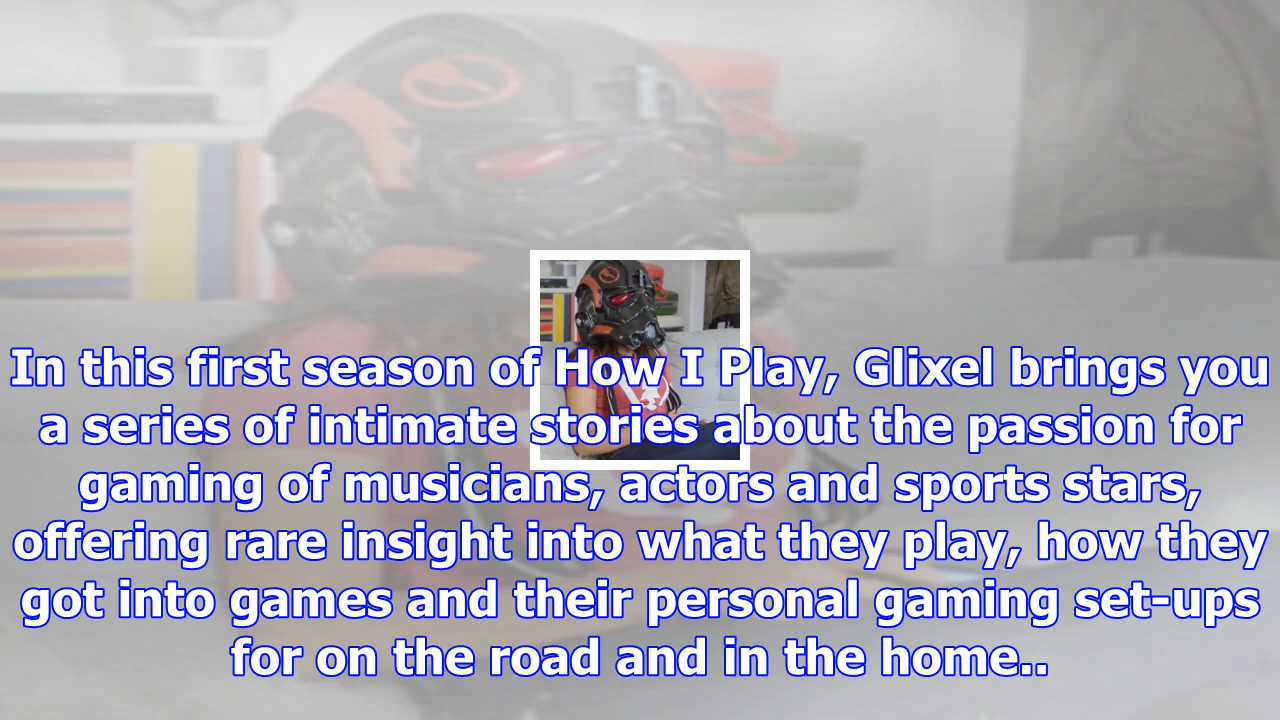 In this first season of How I Play, Glixel brings you
a series of intimate stories about the passion for
gaming of musicians, actors and sports stars,
offering rare insight into what they play, how they
got into games and their personal gaming set-ups
for on the road and in the home..